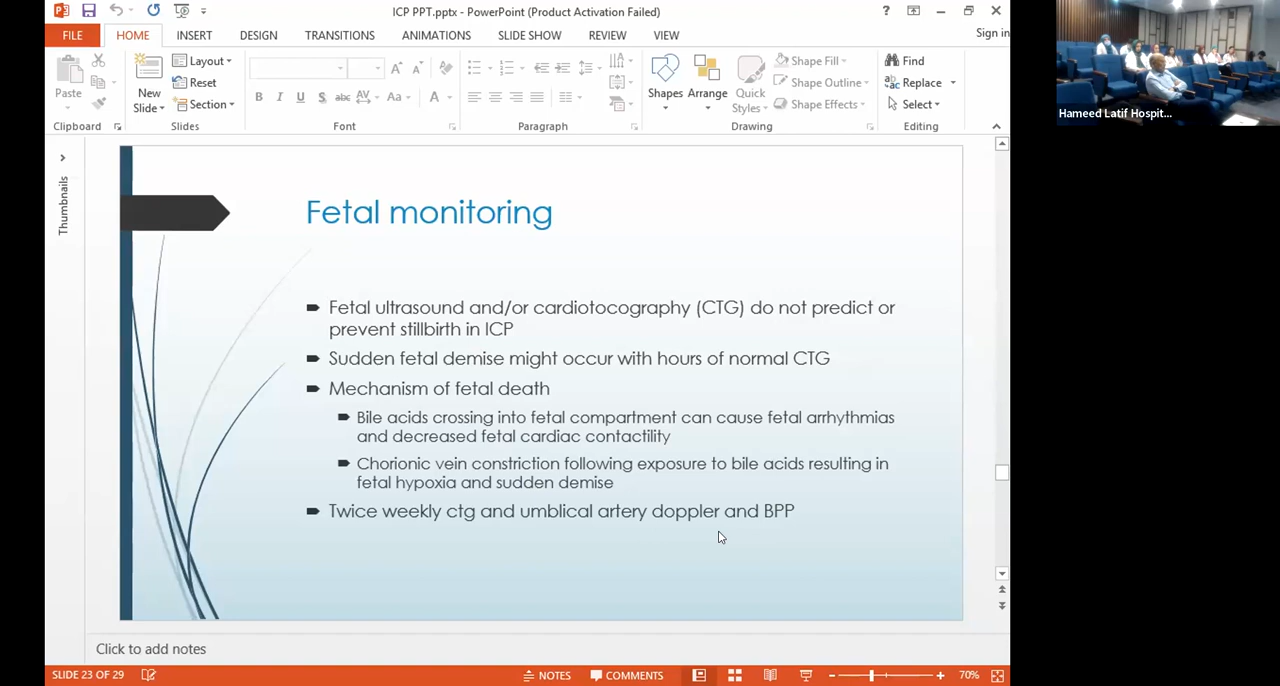 ICP PPT.pptx - PowerPoint (Product Activation Failed)
FILE HOME INSERT DESIGN TRANSITIONS ANIMATIONS SLIDE SHOW REVIEW VIEW Sign in
Paste
Clipboard
New
Slide
Layout
Reset
Section
Slides
B I U S abc AV Aa A
Font
Paragraph
Shapes
Arrange
Quick
Styles
Shape Fill
Shape Outline
Shape Effects
Drawing
Find
Replace
Select
Editing
Hameed Latif Hospit...
Thumbnails
Fetal monitoring
Fetal ultrasound and/or cardiotocography (CTG) do not predict or
prevent stillbirth in ICP
Sudden fetal demise might occur with hours of normal CTG
Mechanism of fetal death
Bile acids crossing into fetal compartment can cause fetal arrhythmias
and decreased fetal cardiac contactility
Chorionic vein constriction following exposure to bile acids resulting in
fetal hypoxia and sudden demise
Twice weekly ctg and umblical artery doppler and BPP
Click to add notes
SLIDE 23 OF 29 NOTES COMMENTS 70%